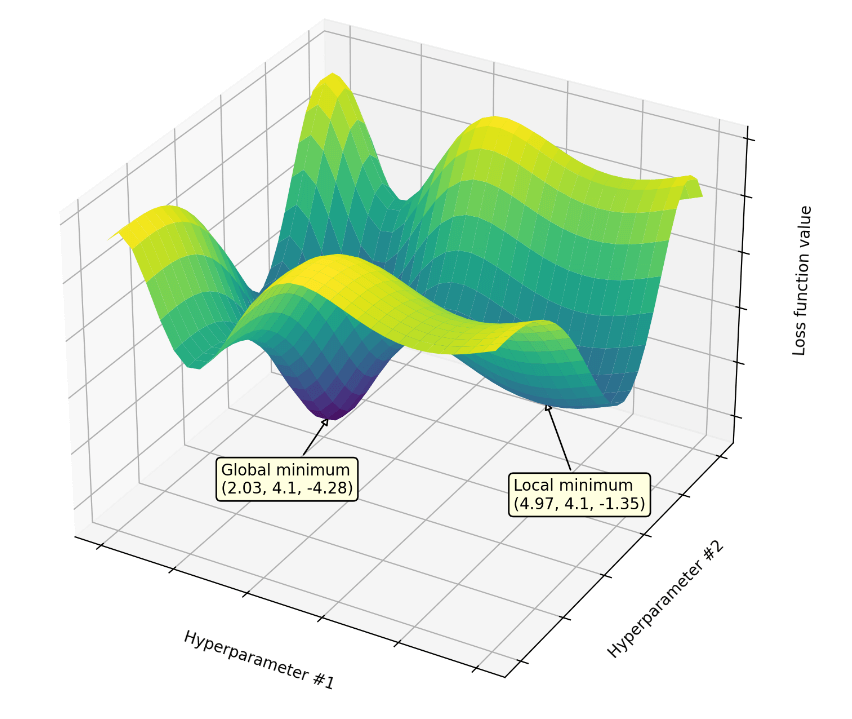 Loss function value
Global minimum
(2.03, 4.1, -4.28)
Local minimum
(4.97, 4.1, -1.35)
Hyperparameter #2
Hyperparameter #1